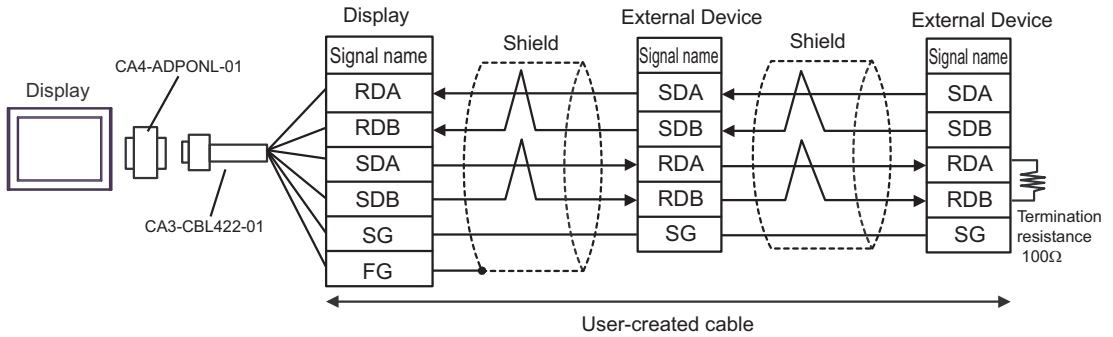 Display
CA4-ADPONL-01
CA3-CBL422-01
Display
Signal name
RDA
RDB
SDA
SDB
SG
FG
Shield
External Device
Signal name
SDA
SDB
RDA
RDB
SG
Shield
External Device
Signal name
SDA
SDB
RDA
RDB
SG
Termination
resistance
100Ω
User-created cable